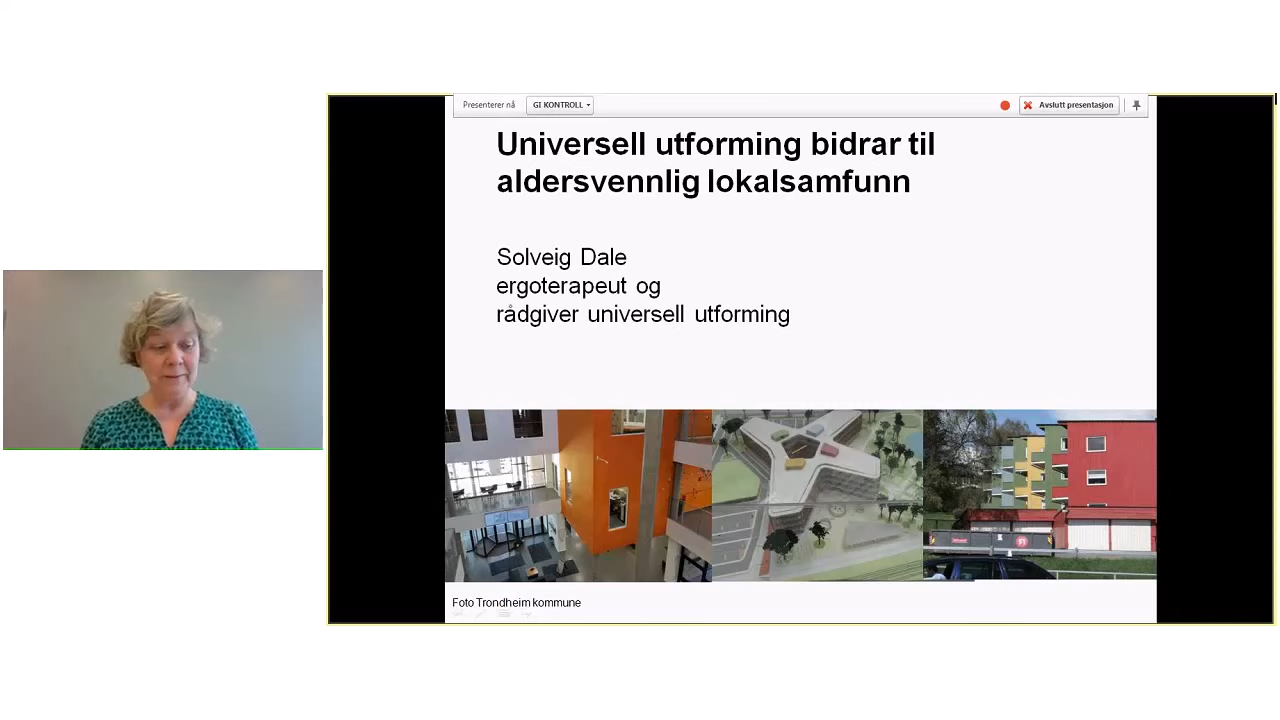 Presenterer nå
GI KONTROLL
Avslutt presentasjon
Universell utforming bidrar til
aldersvennlig lokalsamfunn
Solveig Dale
ergoterapeut og
rådgiver universell utforming
Foto Trondheim kommune